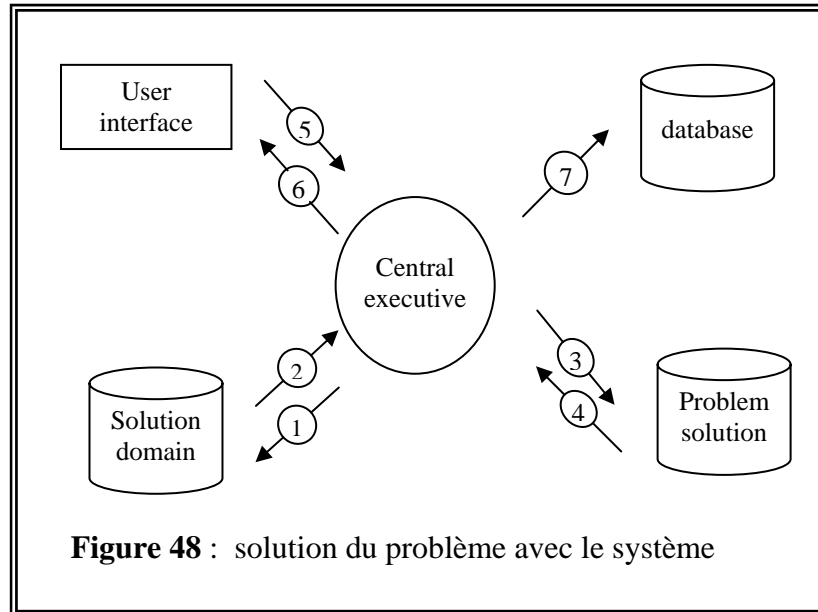 User
interface
5
6
database
7
Central
executive
2
1
Solution
domain
3
4
Problem
solution
Figure 48 : solution du problème avec le système